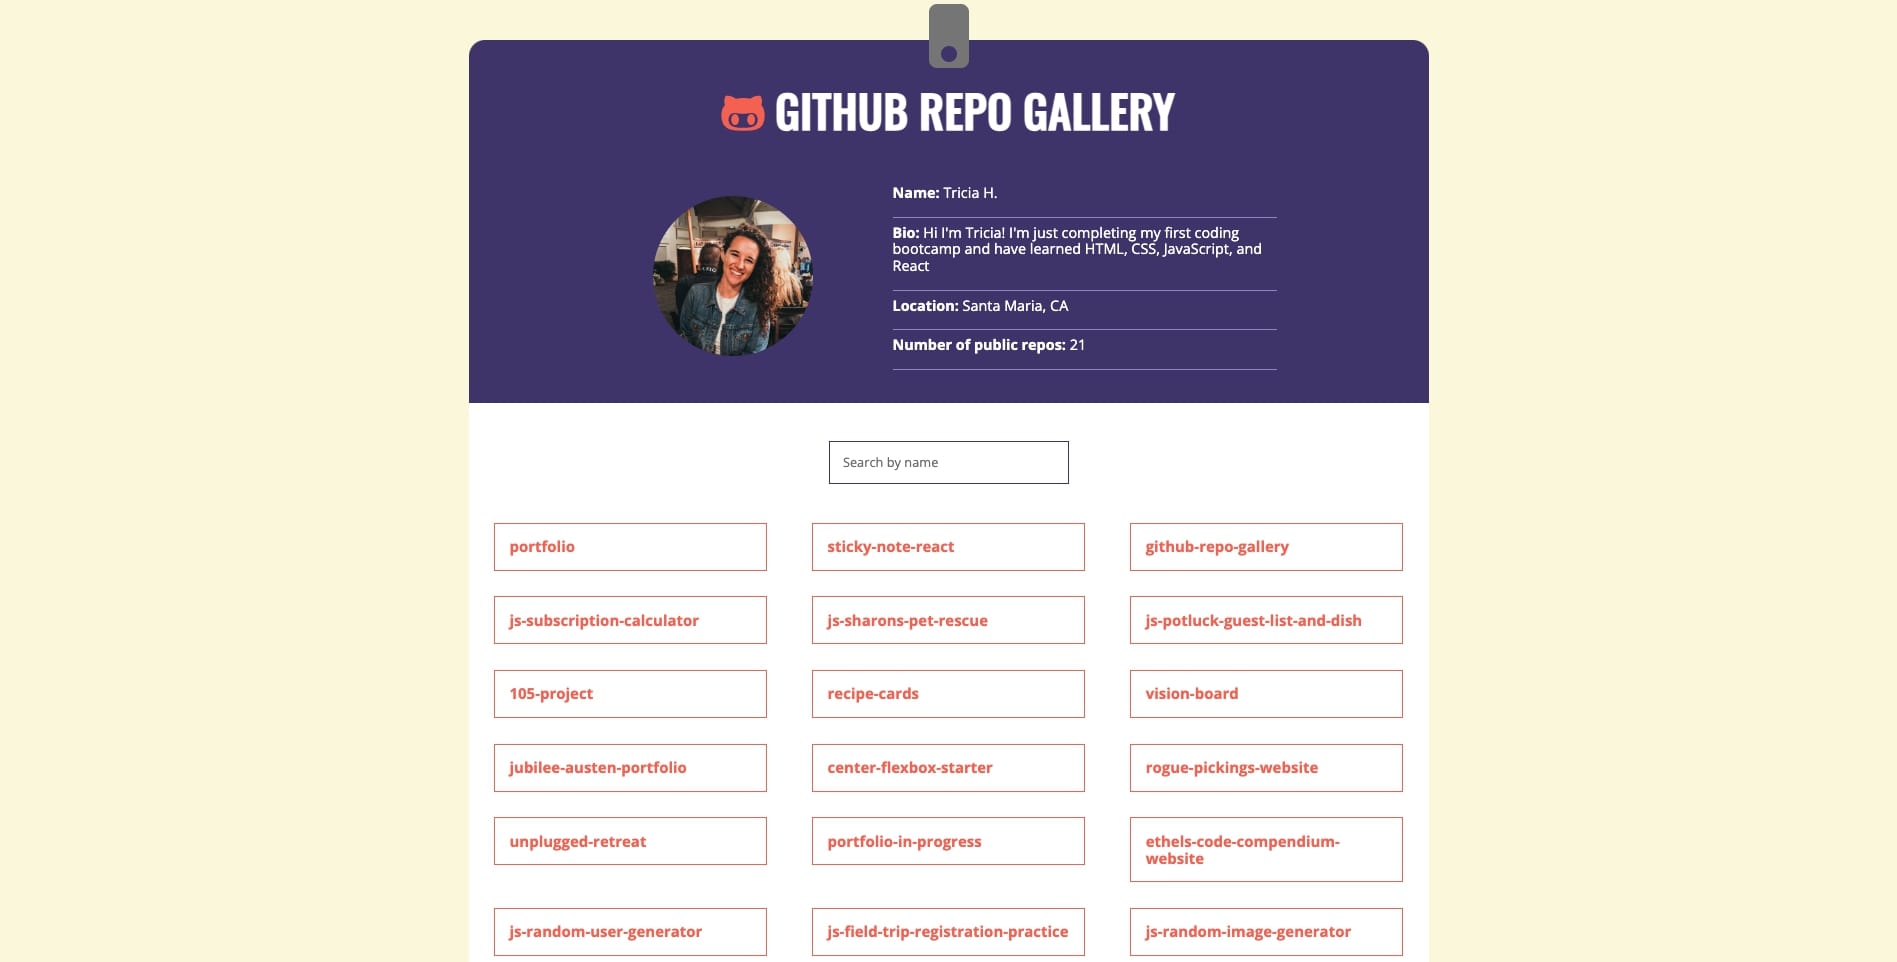 GITHUB REPO GALLERY
Name: Tricia H.
Bio: Hi I'm Tricia! I'm just completing my first coding
bootcamp and have learned HTML, CSS, JavaScript, and
React
Location: Santa Maria, CA
Number of public repos: 21
Search by name
portfolio
sticky-note-react
github-repo-gallery
js-subscription-calculator
js-sharons-pet-rescue
js-potluck-guest-list-and-dish
105-project
recipe-cards
vision-board
jubilee-austen-portfolio
center-flexbox-starter
rogue-pickings-website
unplugged-retreat
portfolio-in-progress
ethels-code-compendium-
website
js-random-user-generator
js-field-trip-registration-practice
js-random-image-generator